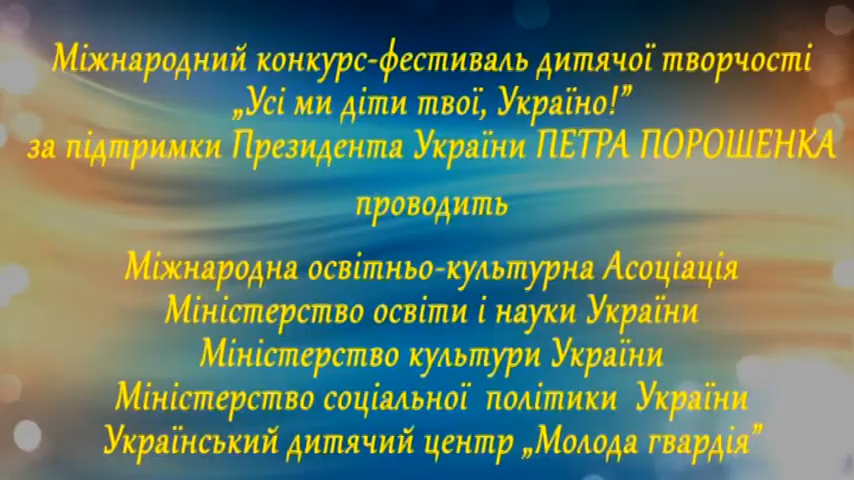 Міжнародний конкурс-фестиваль дитячої творчості
„Усі ми діти твої, Україно!”
за підтримки Президента України ПЕТРА ПОРОШЕНКА
проводить
Міжнародна освітньо-культурна Асоціація
Міністерство освіти і науки України
Міністерство культури України
Міністерство соціальної політики України
Український дитячий центр „Молода гвардія”